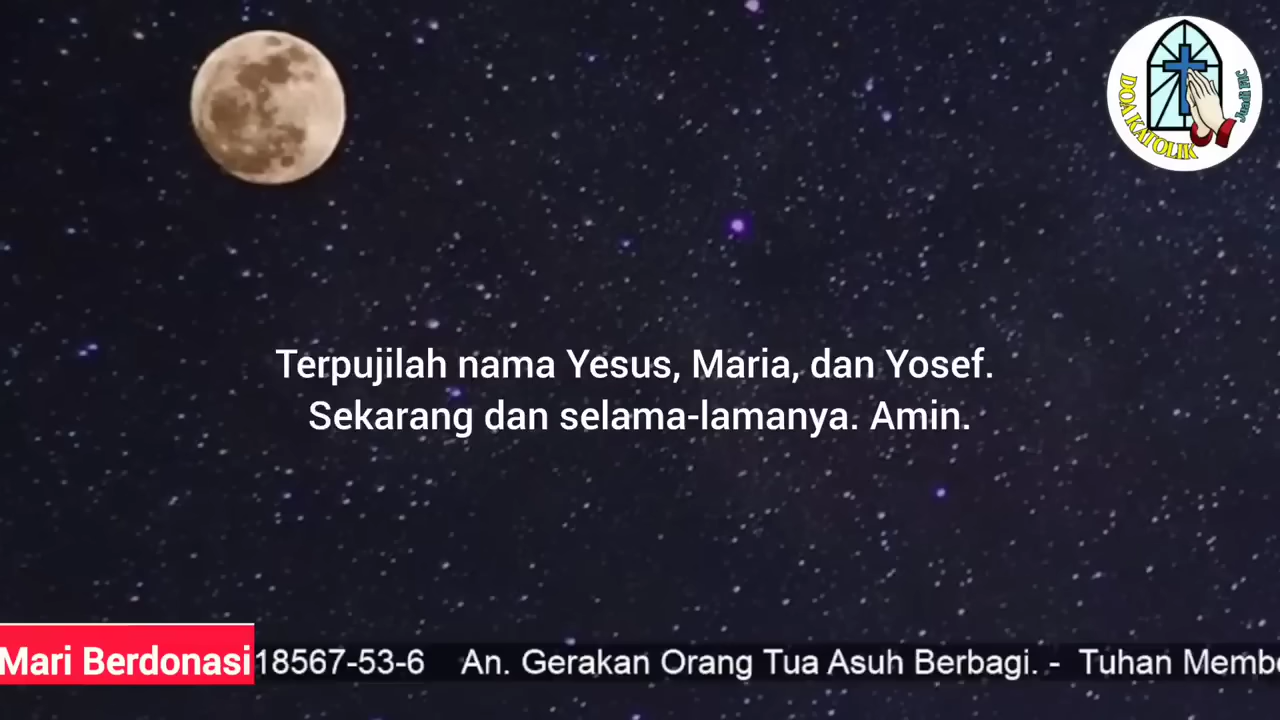 DOA KATOLIK
Terpujilah nama Yesus, Maria, dan Yosef.
Sekarang dan selama-lamanya. Amin.
Mari Berdonasi
18567-53-6 An. Gerakan Orang Tua Asuh Berbagi. - Tuhan